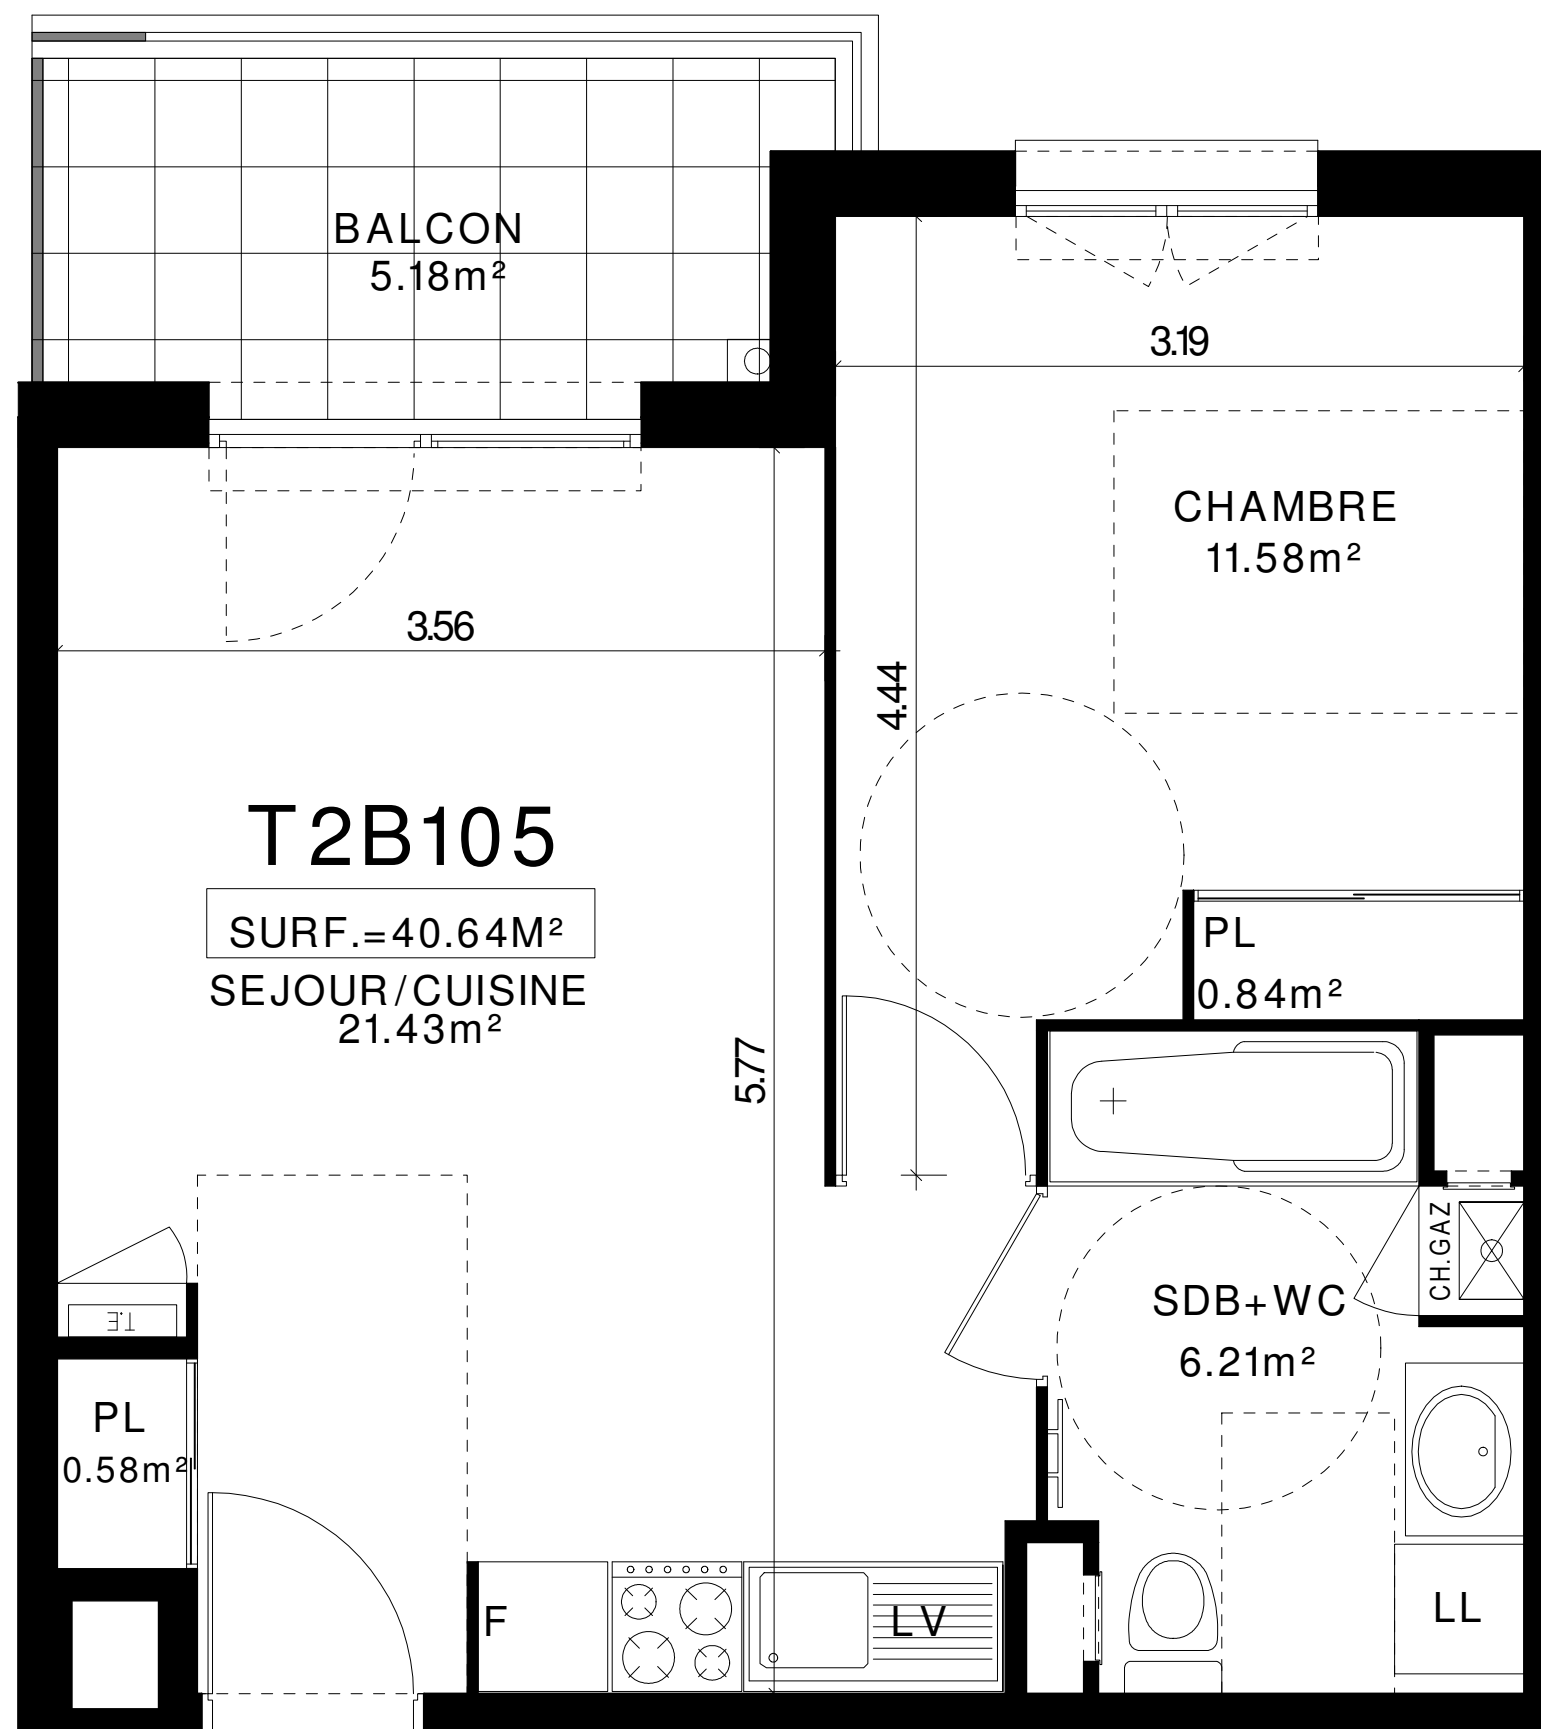 BALCON
5.18m²
3.19
CHAMBRE
11.58m²
3.56
4.44
T2B105
SURF.=40.64M²
SEJOUR/CUISINE
21.43m²
PL
0.84m²
5.77
CH.GAZ
SDB+WC
6.21m²
T.E
PL
0.58m²
F
LV
LL